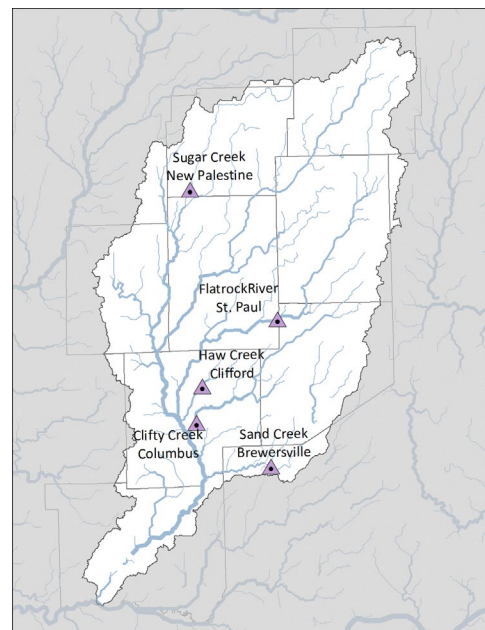 Sugar Creek
New Palestine
FlatrockRiver
St. Paul
Haw Creek
Clifford
Clifty Creek
Columbus
Sand Creek
Brewersville